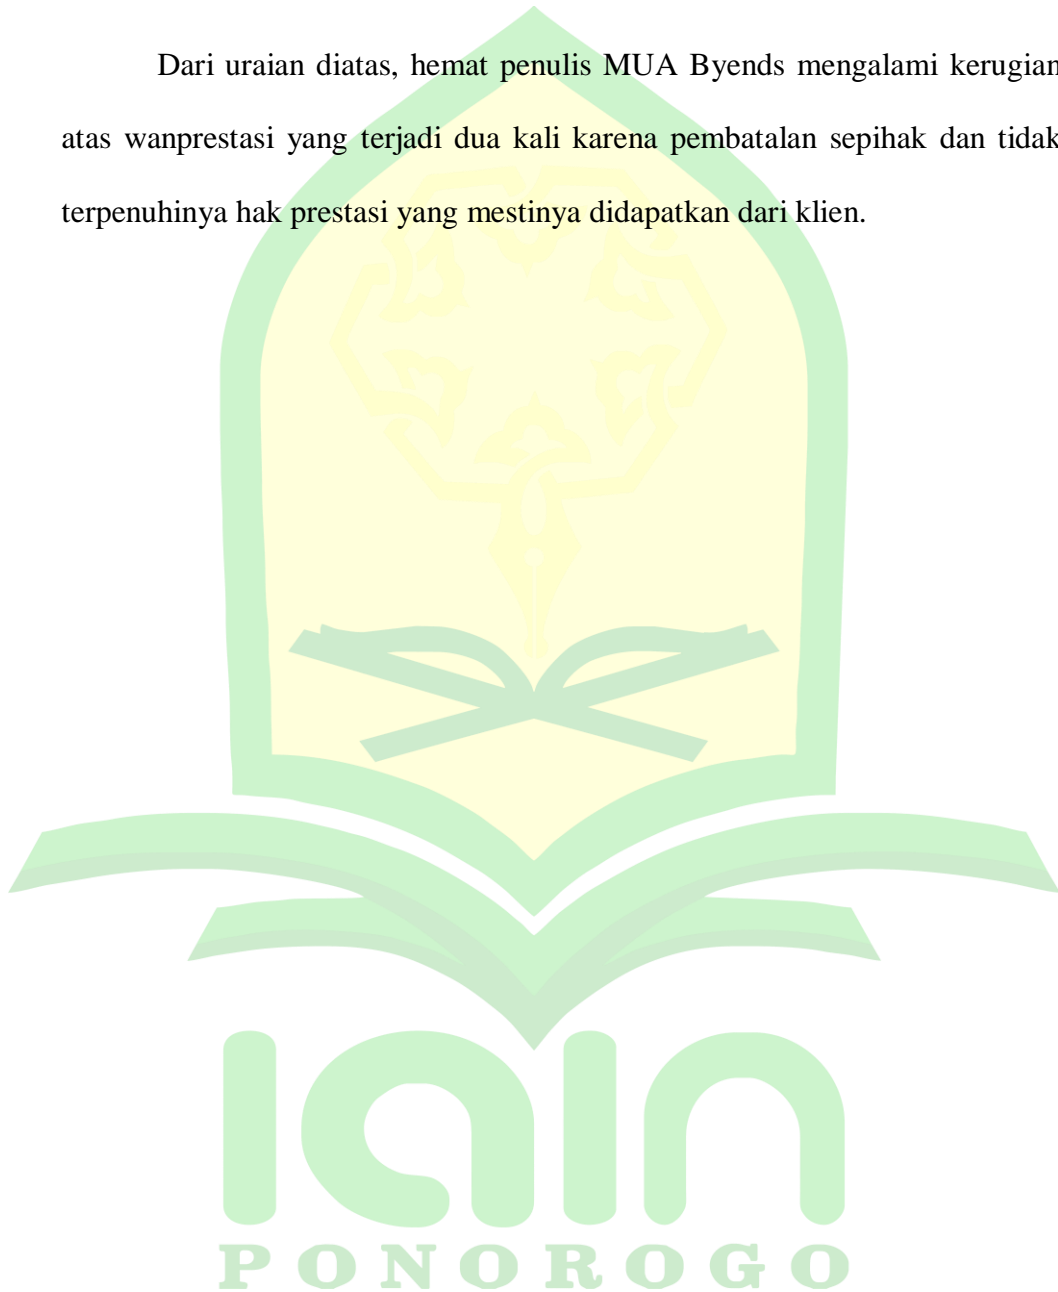 Dari uraian diatas, hemat penulis MUA Byends mengalami kerugian
atas wanprestasi yang terjadi dua kali karena pembatalan sepihak dan tidak
terpenuhinya hak prestasi yang mestinya didapatkan dari klien.
iain
PONOROGO